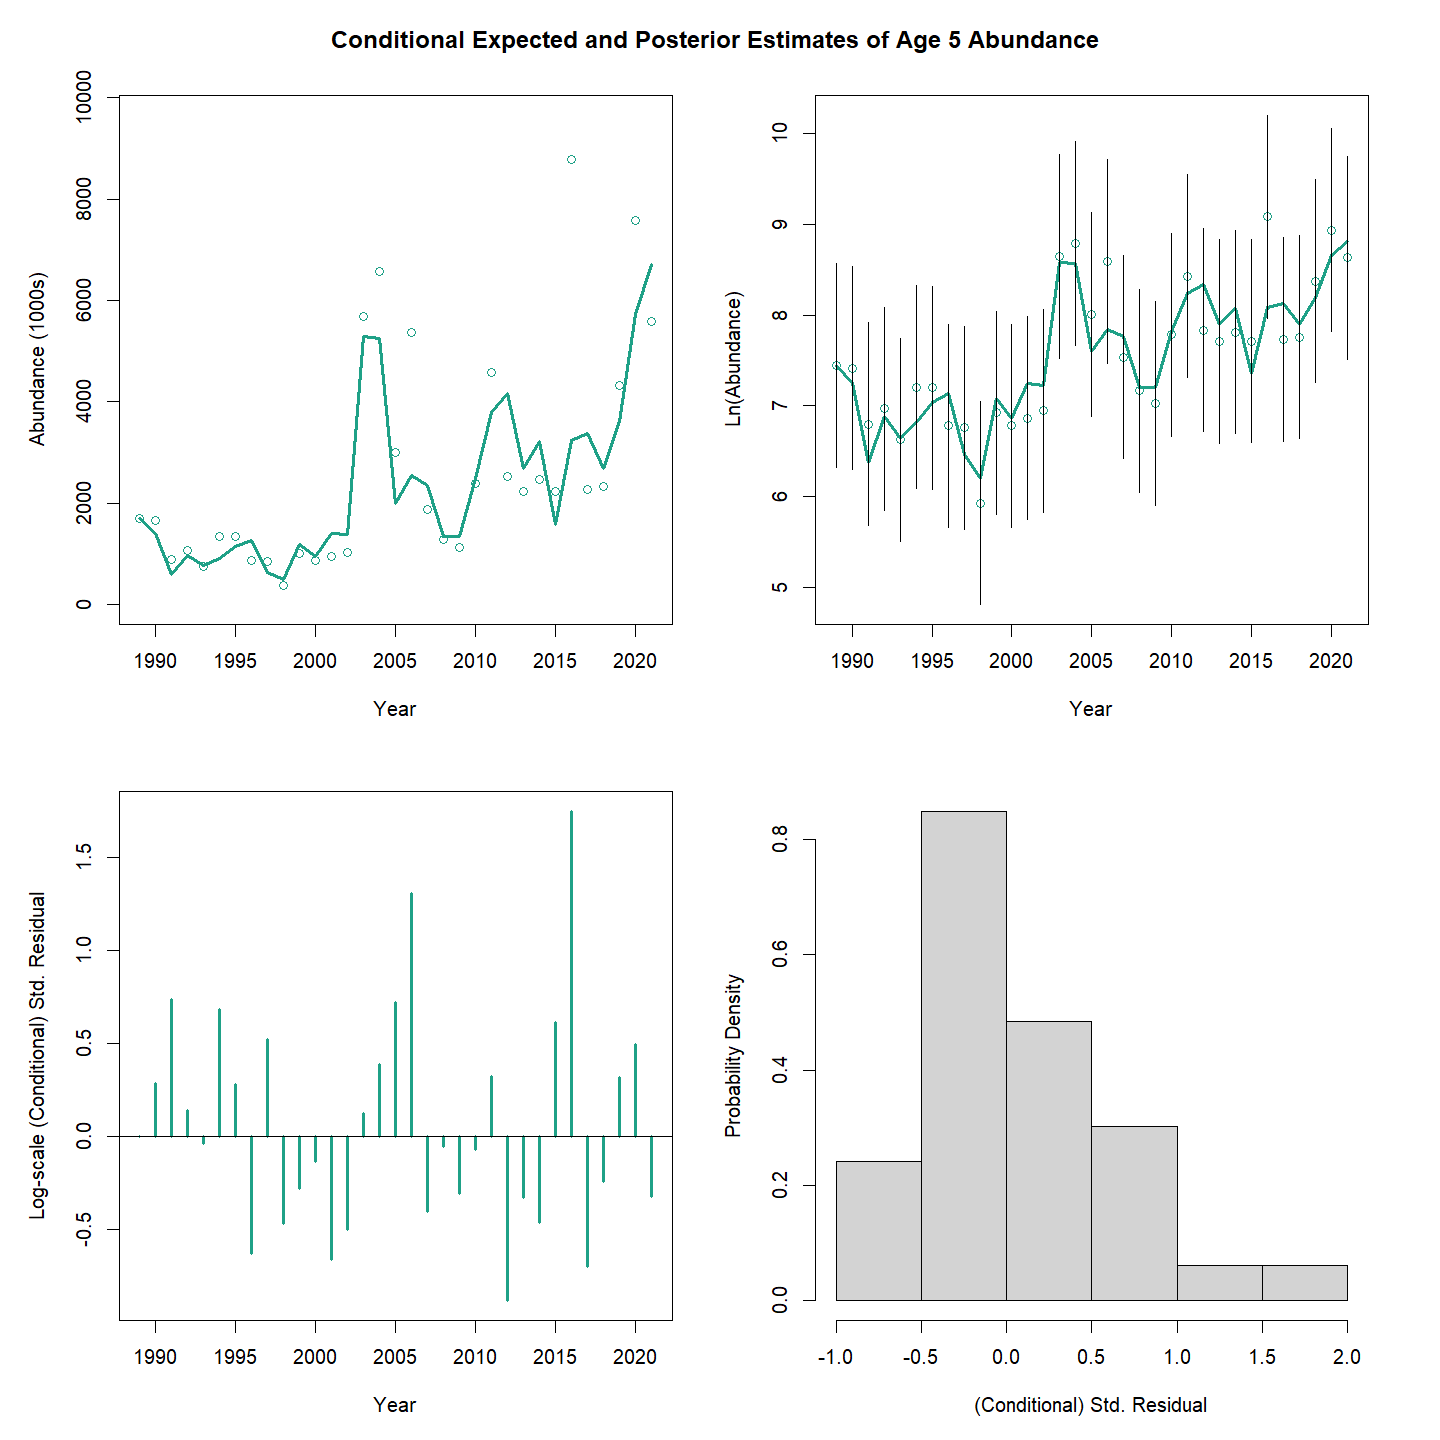 Conditional Expected and Posterior Estimates of Age 5 Abundance
Abundance (1000s)
0
2000
4000
6000
8000
10000
1990 1995 2000 2005 2010 2015 2020
Year
Ln(Abundance)
5
6
7
8
9
10
1990 1995 2000 2005 2010 2015 2020
Year
Log-scale (Conditional) Std. Residual
-0.5
0.0
0.5
1.0
1.5
1990 1995 2000 2005 2010 2015 2020
Year
Probability Density
0.0
0.2
0.4
0.6
0.8
-1.0 -0.5 0.0 0.5 1.0 1.5 2.0
(Conditional) Std. Residual